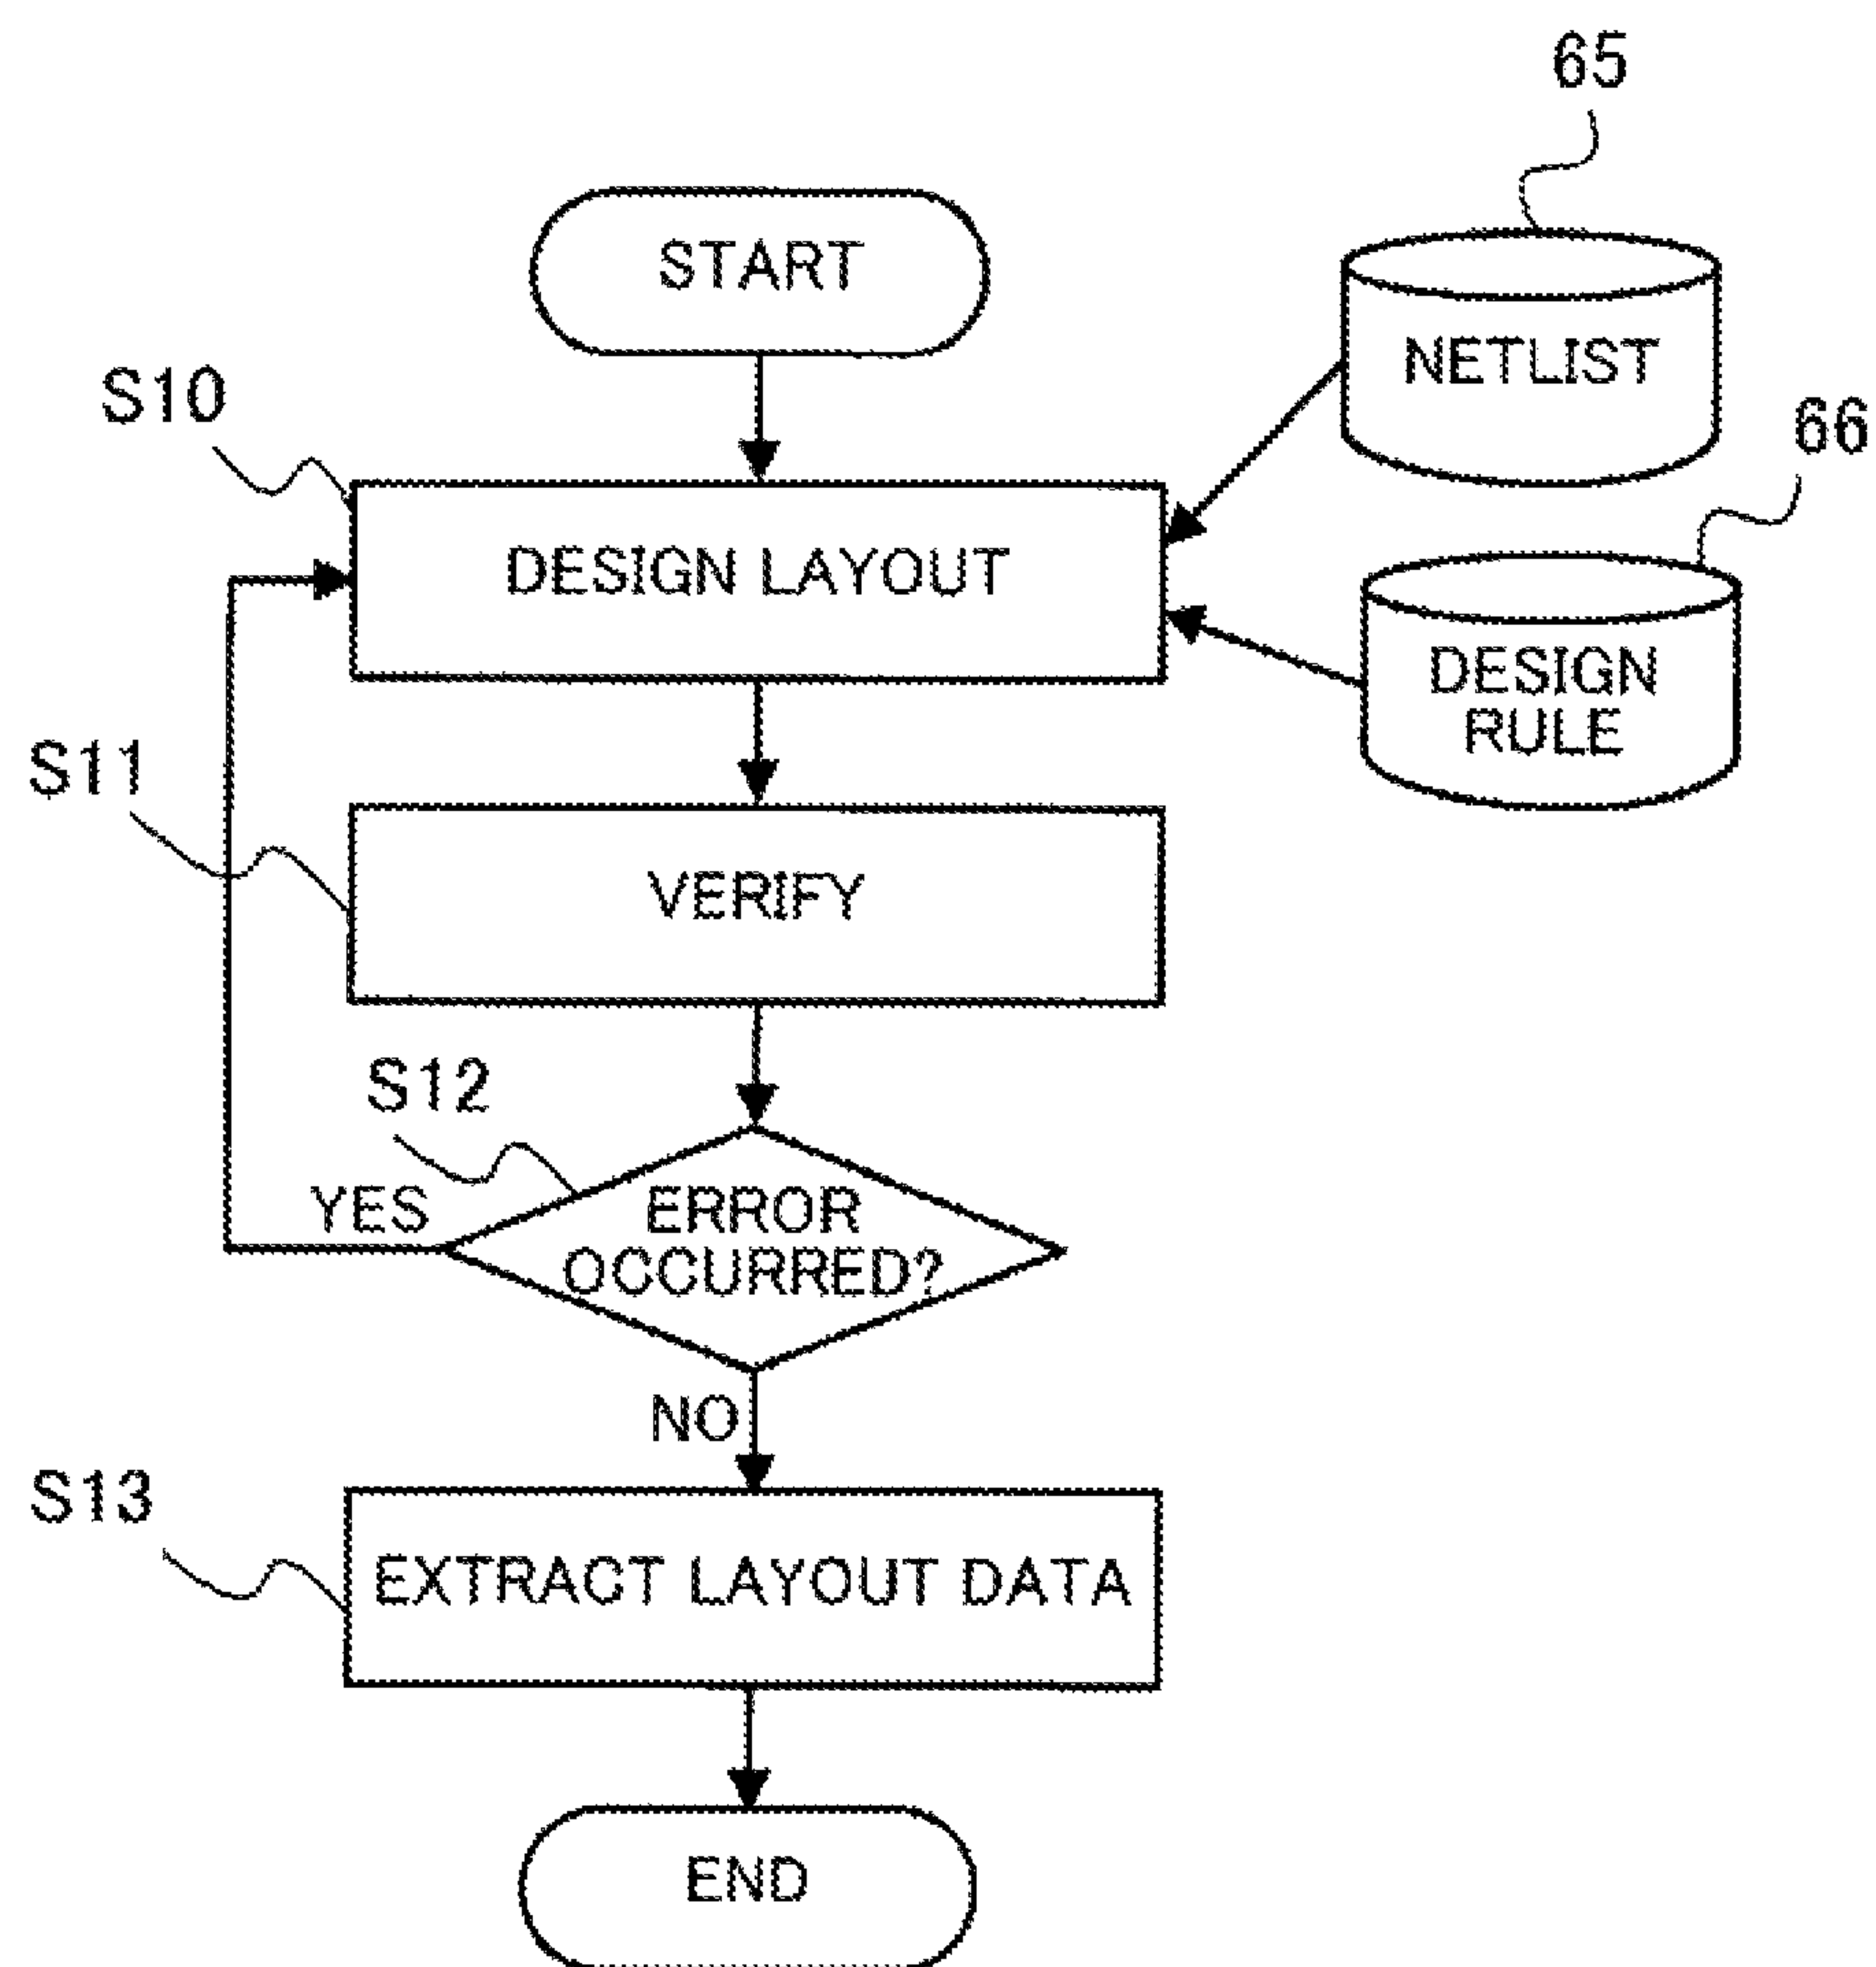 65
START
NETLIST
S10
66
DESIGN LAYOUT
DESIGN
RULE
S11
VERIFY
S12
YES
ERROR
OCCURRED?
NO
S13
EXTRACT LAYOUT DATA
END